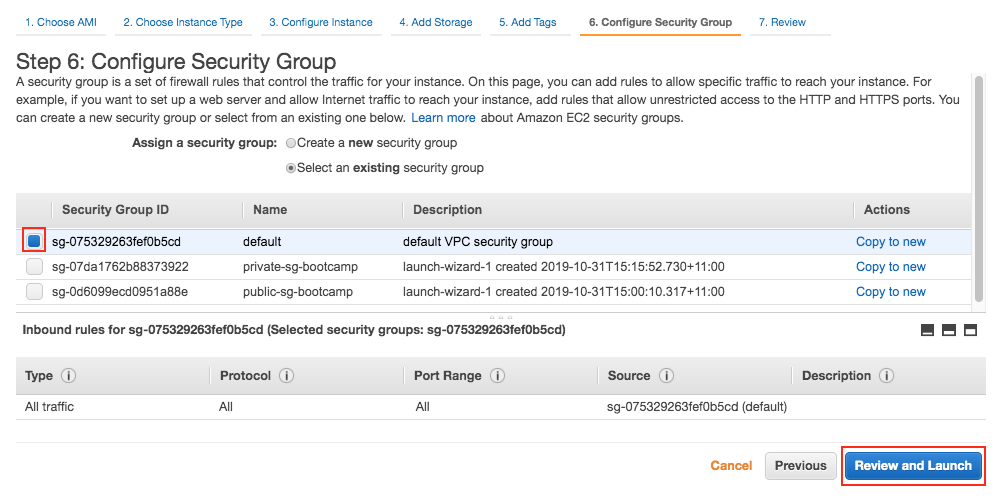 1. Choose AMI 2. Choose Instance Type 3. Configure Instance 4. Add Storage 5. Add Tags 6. Configure Security Group 7. Review
Step 6: Configure Security Group
A security group is a set of firewall rules that control the traffic for your instance. On this page, you can add rules to allow specific traffic to reach your instance. For
example, if you want to set up a web server and allow Internet traffic to reach your instance, add rules that allow unrestricted access to the HTTP and HTTPS ports. You
can create a new security group or select from an existing one below. Learn more about Amazon EC2 security groups.
Assign a security group: Create a new security group
Select an existing security group
Security Group ID Name Description Actions
sg-075329263fef0b5cd default default VPC security group Copy to new
sg-07da1762b88373922 private-sg-bootcamp launch-wizard-1 created 2019-10-31T15:15:52.730+11:00 Copy to new
sg-0d6099ecd0951a88e public-sg-bootcamp launch-wizard-1 created 2019-10-31T15:00:10.317+11:00 Copy to new
Inbound rules for sg-075329263fef0b5cd (Selected security groups: sg-075329263fef0b5cd)
Type i Protocol i Port Range i Source i Description i
All traffic All All sg-075329263fef0b5cd (default)
Cancel Previous Review and Launch